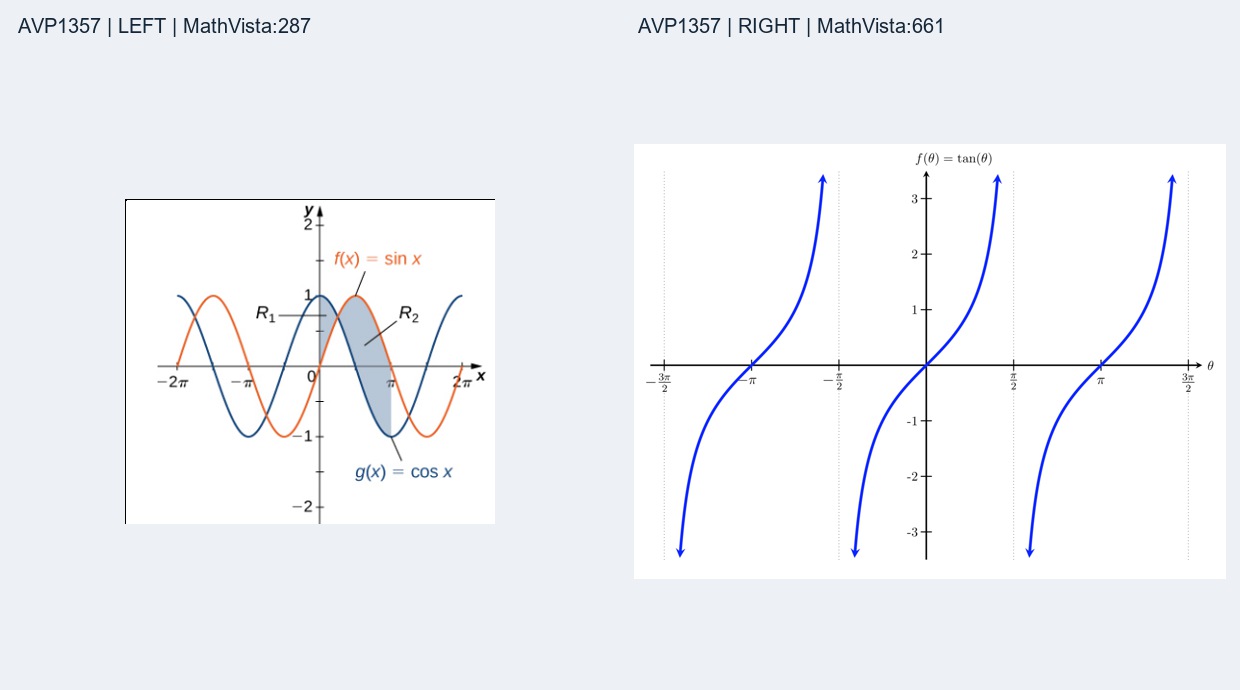 AVP1357 | LEFT | MathVista:287
AVP1357 | RIGHT | MathVista:661
y
2
f(x) = sin x
1
R₁
R₂
−2π
−π
0
π
2π
x
−1
g(x) = cos x
−2
f(θ) = tan(θ)
3
2
1
θ
−3π/2
−π
−π/2
π/2
π
3π/2
-1
-2
-3